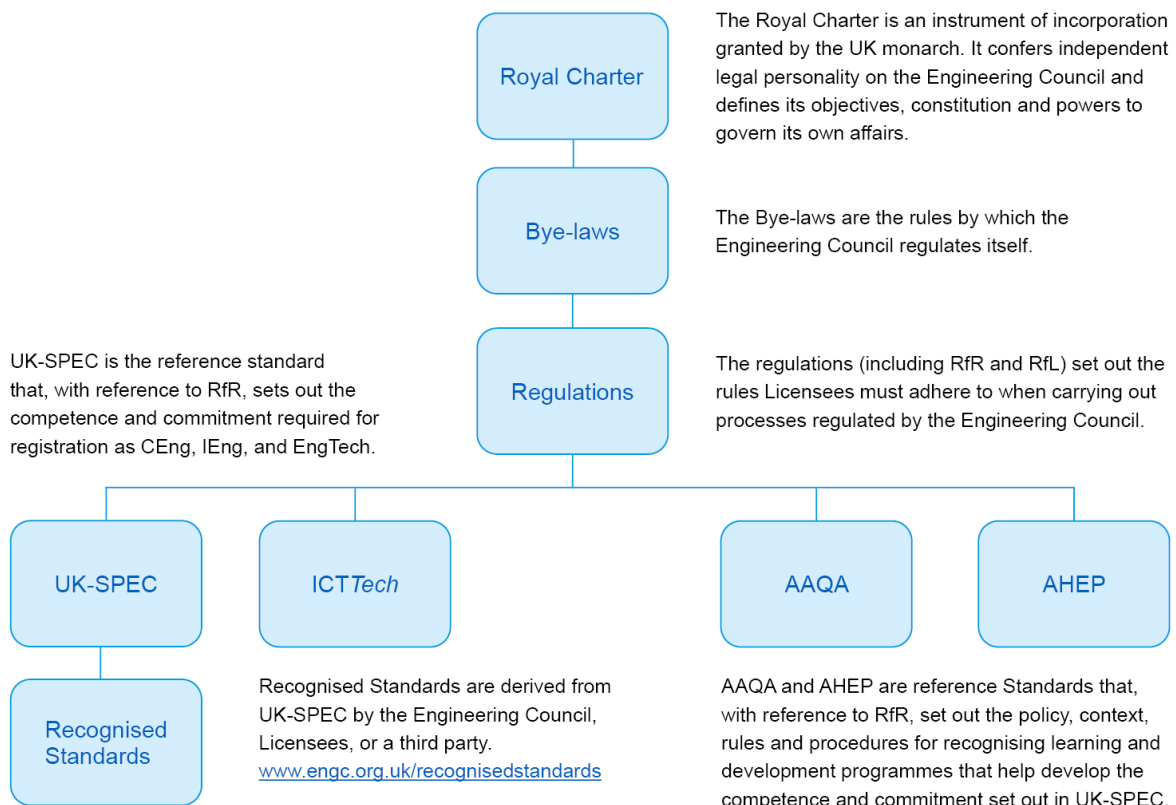 Royal Charter
The Royal Charter is an instrument of incorporation
granted by the UK monarch. It confers independent
legal personality on the Engineering Council and
defines its objectives, constitution and powers to
govern its own affairs.
Bye-laws
The Bye-laws are the rules by which the
Engineering Council regulates itself.
UK-SPEC is the reference standard
that, with reference to RfR, sets out the
competence and commitment required for
registration as CEng, IEng, and EngTech.
Regulations
The regulations (including RfR and RfL) set out the
rules Licensees must adhere to when carrying out
processes regulated by the Engineering Council.
UK-SPEC
ICTTech
AAQA
AHEP
Recognised
Standards
Recognised Standards are derived from
UK-SPEC by the Engineering Council,
Licensees, or a third party.
www.engc.org.uk/recognisedstandards
AAQA and AHEP are reference Standards that,
with reference to RfR, set out the policy, context,
rules and procedures for recognising learning and
development programmes that help develop the
competence and commitment set out in UK-SPEC.